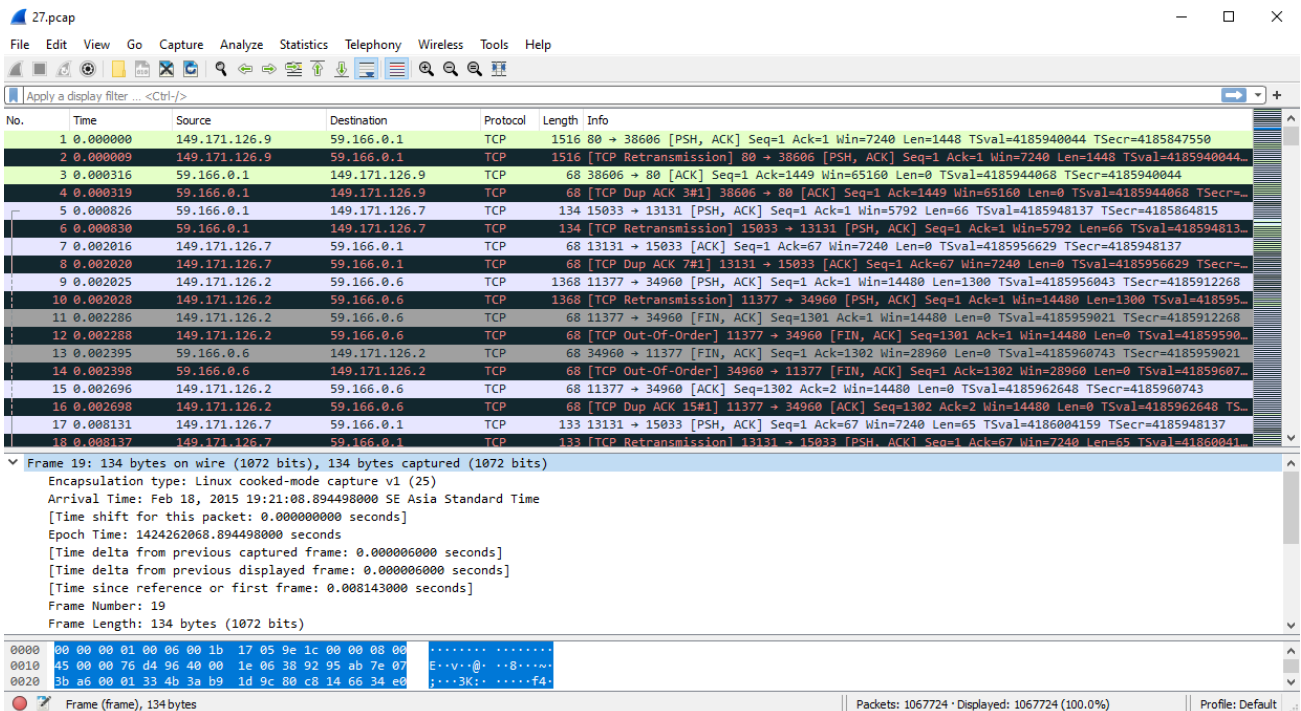 27.pcap
File Edit View Go Capture Analyze Statistics Telephony Wireless Tools Help
Apply a display filter ... <Ctrl-/>
No. Time Source Destination Protocol Length Info
1 0.000000 149.171.126.9 59.166.0.1 TCP 1516 80 → 38606 [PSH, ACK] Seq=1 Ack=1 Win=7240 Len=1448 TSval=4185940044 TSecr=4185847550
2 0.000009 149.171.126.9 59.166.0.1 TCP 1516 [TCP Retransmission] 80 → 38606 [PSH, ACK] Seq=1 Ack=1 Win=7240 Len=1448 TSval=4185940044…
3 0.000316 59.166.0.1 149.171.126.9 TCP 68 38606 → 80 [ACK] Seq=1 Ack=1449 Win=65160 Len=0 TSval=4185944068 TSecr=4185940044
4 0.000319 59.166.0.1 149.171.126.9 TCP 68 [TCP Dup ACK 3#1] 38606 → 80 [ACK] Seq=1 Ack=1449 Win=65160 Len=0 TSval=4185944068 TSecr=…
5 0.000826 59.166.0.1 149.171.126.7 TCP 134 15033 → 13131 [PSH, ACK] Seq=1 Ack=1 Win=5792 Len=66 TSval=4185948137 TSecr=4185864815
6 0.000830 59.166.0.1 149.171.126.7 TCP 134 [TCP Retransmission] 15033 → 13131 [PSH, ACK] Seq=1 Ack=1 Win=5792 Len=66 TSval=418594813…
7 0.002016 149.171.126.7 59.166.0.1 TCP 68 13131 → 15033 [ACK] Seq=1 Ack=67 Win=7240 Len=0 TSval=4185956629 TSecr=4185948137
8 0.002020 149.171.126.7 59.166.0.1 TCP 68 [TCP Dup ACK 7#1] 13131 → 15033 [ACK] Seq=1 Ack=67 Win=7240 Len=0 TSval=4185956629 TSecr=…
9 0.002025 149.171.126.2 59.166.0.6 TCP 1368 11377 → 34960 [PSH, ACK] Seq=1 Ack=1 Win=14480 Len=1300 TSval=4185956043 TSecr=4185912268
10 0.002028 149.171.126.2 59.166.0.6 TCP 1368 [TCP Retransmission] 11377 → 34960 [PSH, ACK] Seq=1 Ack=1 Win=14480 Len=1300 TSval=418595…
11 0.002286 149.171.126.2 59.166.0.6 TCP 68 11377 → 34960 [FIN, ACK] Seq=1301 Ack=1 Win=14480 Len=0 TSval=4185959021 TSecr=4185912268
12 0.002288 149.171.126.2 59.166.0.6 TCP 68 [TCP Out-Of-Order] 11377 → 34960 [FIN, ACK] Seq=1301 Ack=1 Win=14480 Len=0 TSval=41859590…
13 0.002395 59.166.0.6 149.171.126.2 TCP 68 34960 → 11377 [FIN, ACK] Seq=1 Ack=1302 Win=28960 Len=0 TSval=4185960743 TSecr=4185959021
14 0.002398 59.166.0.6 149.171.126.2 TCP 68 [TCP Out-Of-Order] 34960 → 11377 [FIN, ACK] Seq=1 Ack=1302 Win=28960 Len=0 TSval=41859607…
15 0.002696 149.171.126.2 59.166.0.6 TCP 68 11377 → 34960 [ACK] Seq=1302 Ack=2 Win=14480 Len=0 TSval=4185962648 TSecr=4185960743
16 0.002698 149.171.126.2 59.166.0.6 TCP 68 [TCP Dup ACK 15#1] 11377 → 34960 [ACK] Seq=1302 Ack=2 Win=14480 Len=0 TSval=4185962648 TS…
17 0.008131 149.171.126.7 59.166.0.1 TCP 133 13131 → 15033 [PSH, ACK] Seq=1 Ack=67 Win=7240 Len=65 TSval=4186004159 TSecr=4185948137
18 0.008137 149.171.126.7 59.166.0.1 TCP 133 [TCP Retransmission] 13131 → 15033 [PSH, ACK] Seq=1 Ack=67 Win=7240 Len=65 TSval=41860041…
Frame 19: 134 bytes on wire (1072 bits), 134 bytes captured (1072 bits)
Encapsulation type: Linux cooked-mode capture v1 (25)
Arrival Time: Feb 18, 2015 19:21:08.894498000 SE Asia Standard Time
[Time shift for this packet: 0.000000000 seconds]
Epoch Time: 1424262068.894498000 seconds
[Time delta from previous captured frame: 0.000006000 seconds]
[Time delta from previous displayed frame: 0.000006000 seconds]
[Time since reference or first frame: 0.008143000 seconds]
Frame Number: 19
Frame Length: 134 bytes (1072 bits)
0000 00 00 00 01 00 06 00 1b 17 05 9e 1c 00 00 08 00 ········ ········
0010 45 00 00 76 d4 96 40 00 1e 06 38 92 95 ab 7e 07 E··v··@· ··8···~·
0020 3b a6 00 01 33 4b 3a b9 1d 9c 80 c8 14 66 34 e0 ;···3K:· ·····f4·
Frame (frame), 134 bytes
Packets: 1067724 · Displayed: 1067724 (100.0%)
Profile: Default